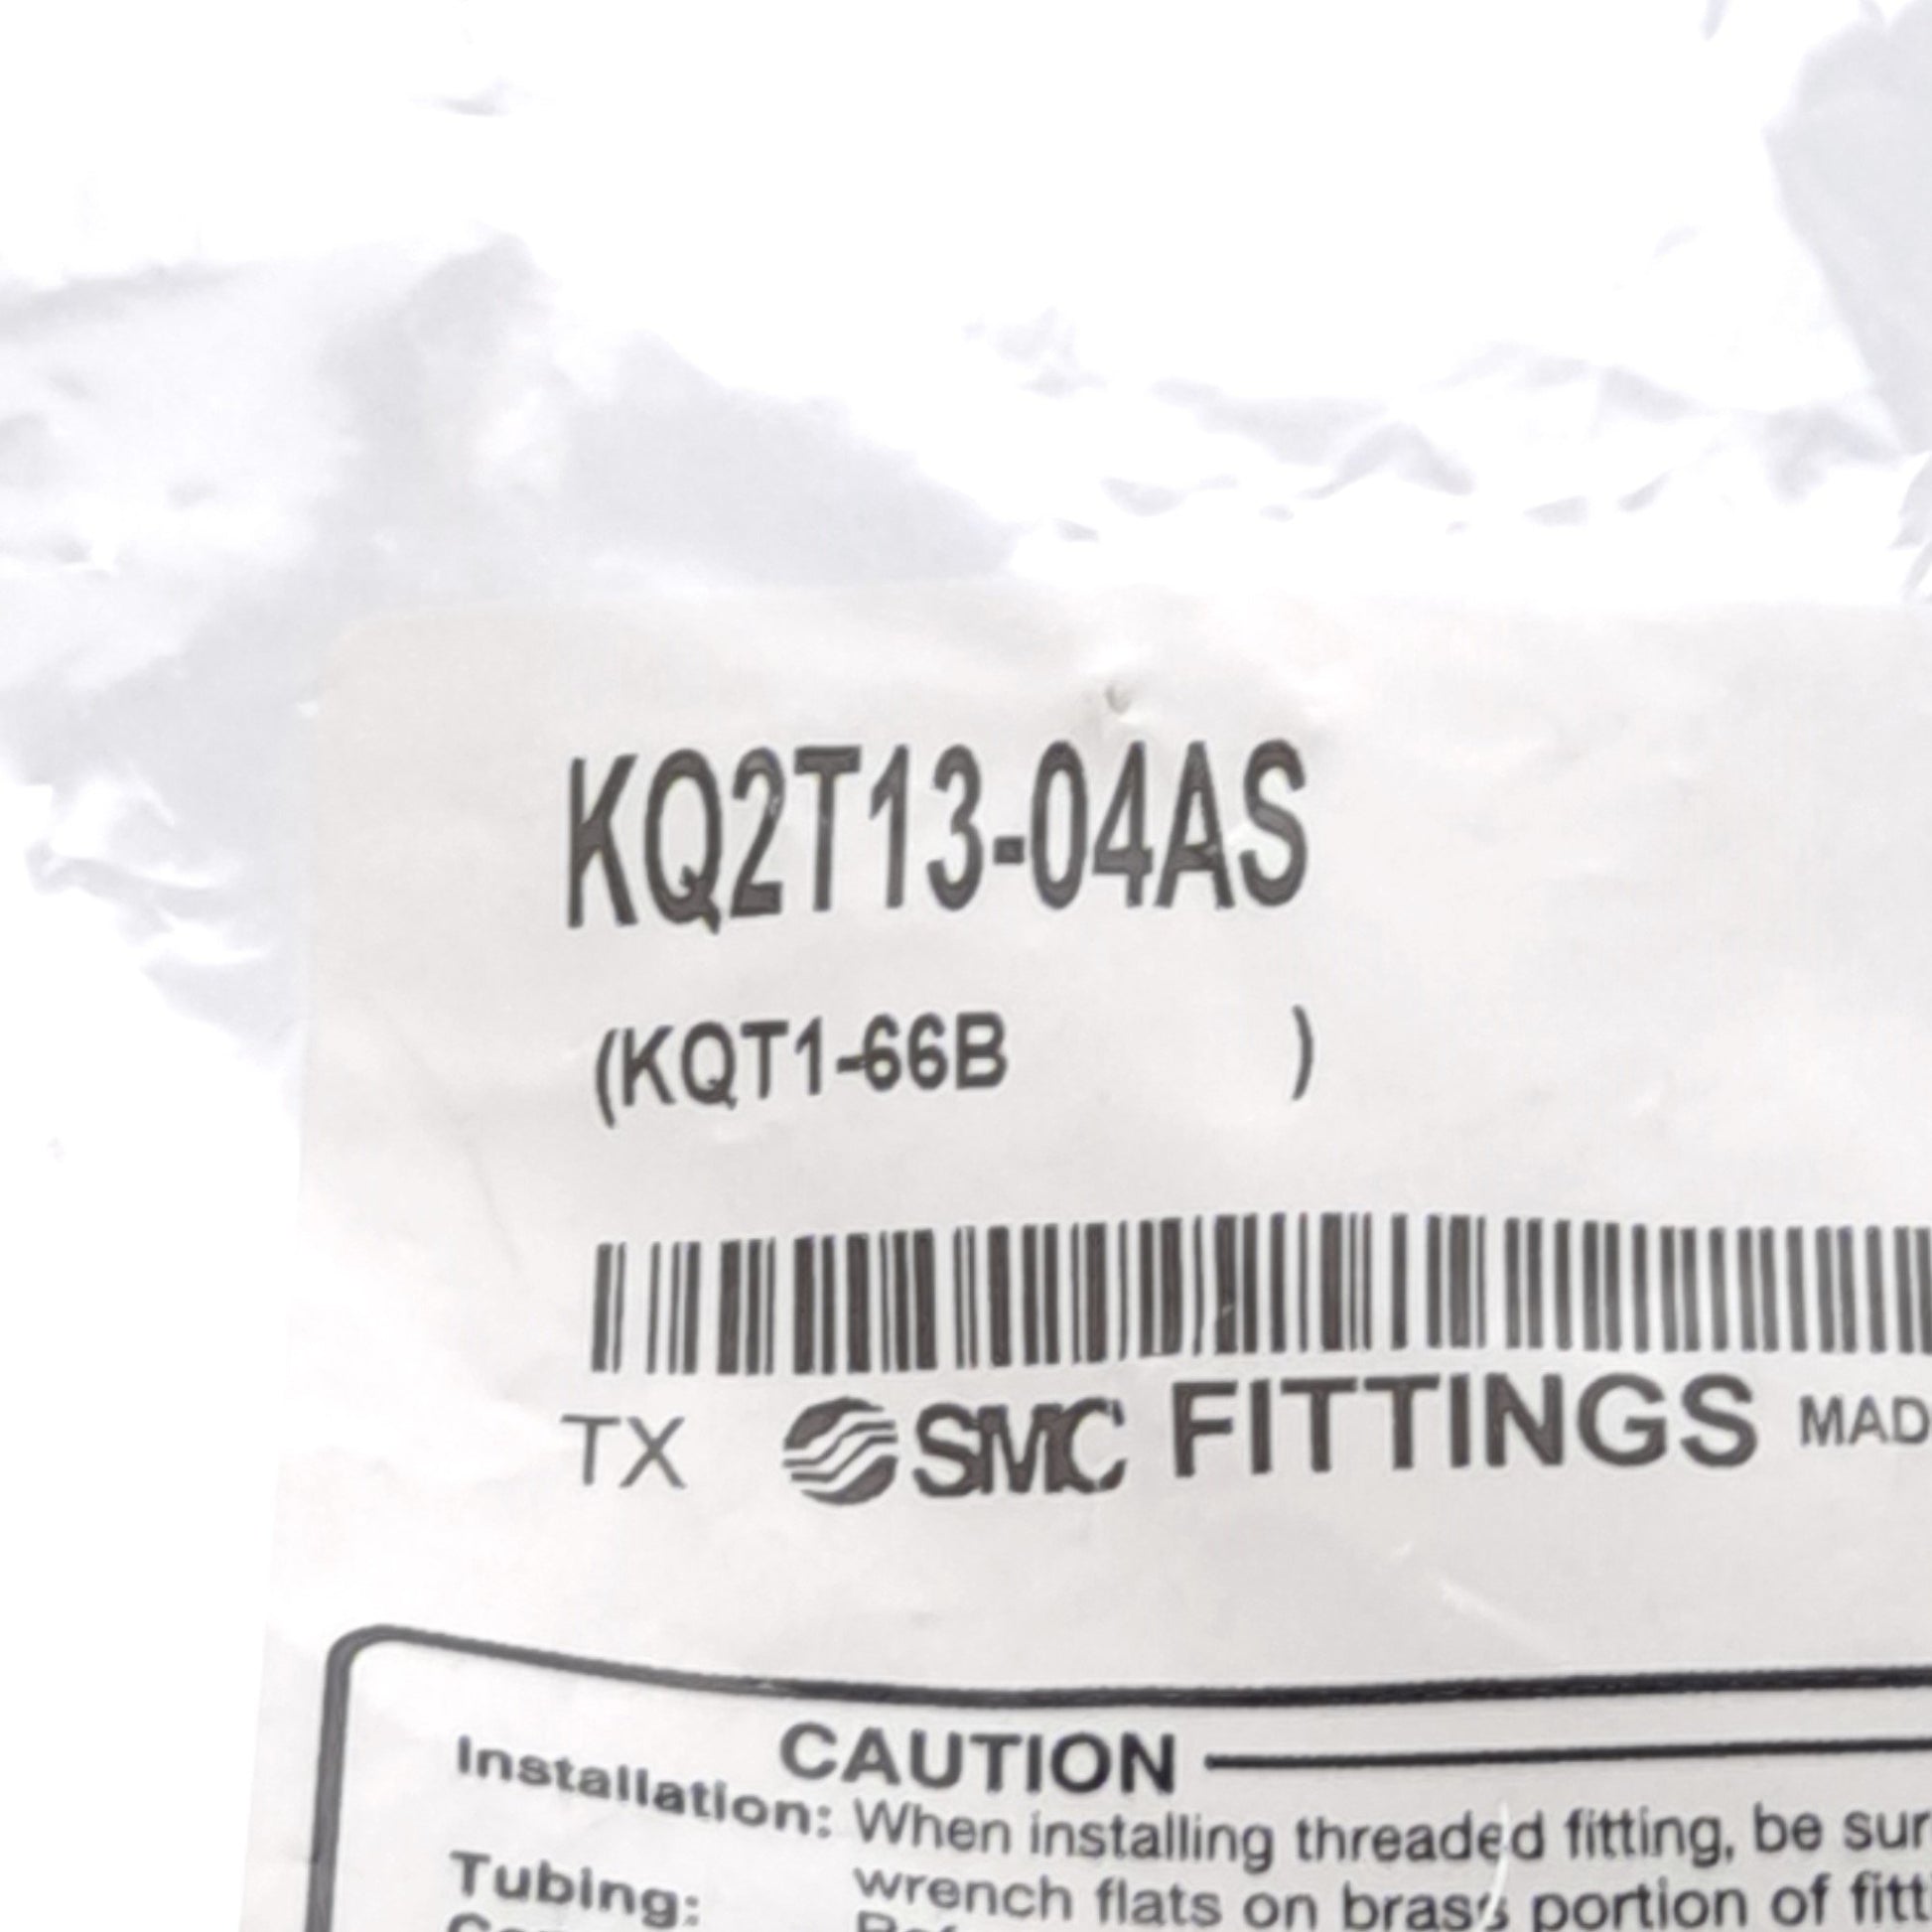 KQ2T13-04AS
(KQT1-66B )
TX SMC FITTINGS MAD
CAUTION
Installation: When installing threaded fitting, be sur
wrench flats on brass portion of fitt
Tubing: